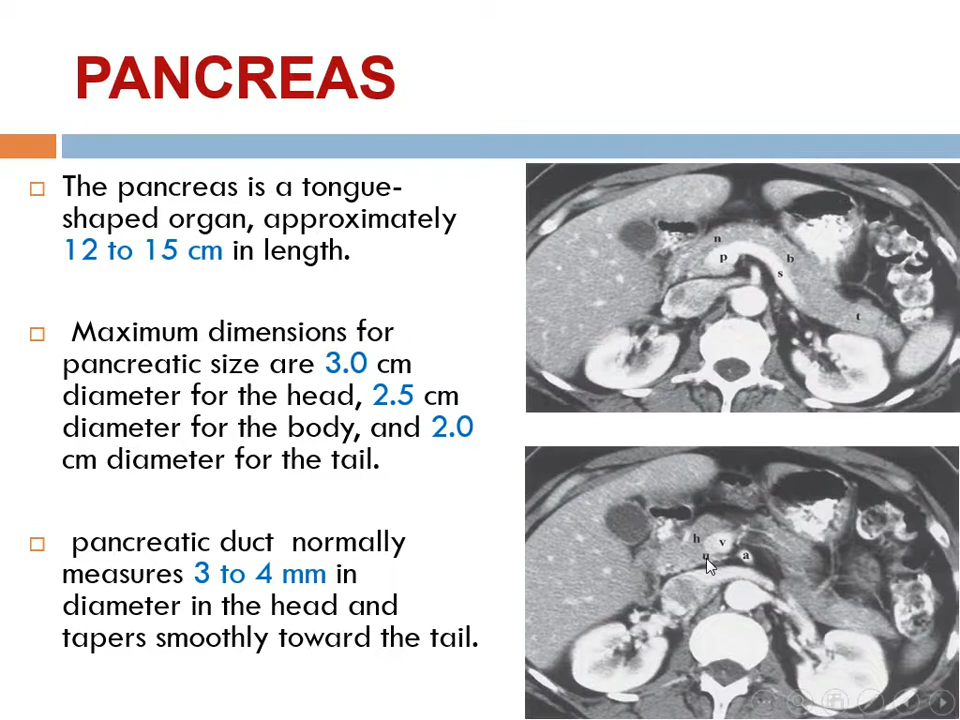 PANCREAS
The pancreas is a tongue-
shaped organ, approximately
12 to 15 cm in length.
Maximum dimensions for
pancreatic size are 3.0 cm
diameter for the head, 2.5 cm
diameter for the body, and 2.0
cm diameter for the tail.
pancreatic duct normally
measures 3 to 4 mm in
diameter in the head and
tapers smoothly toward the tail.
n
p
b
s
t
h
v
u
a